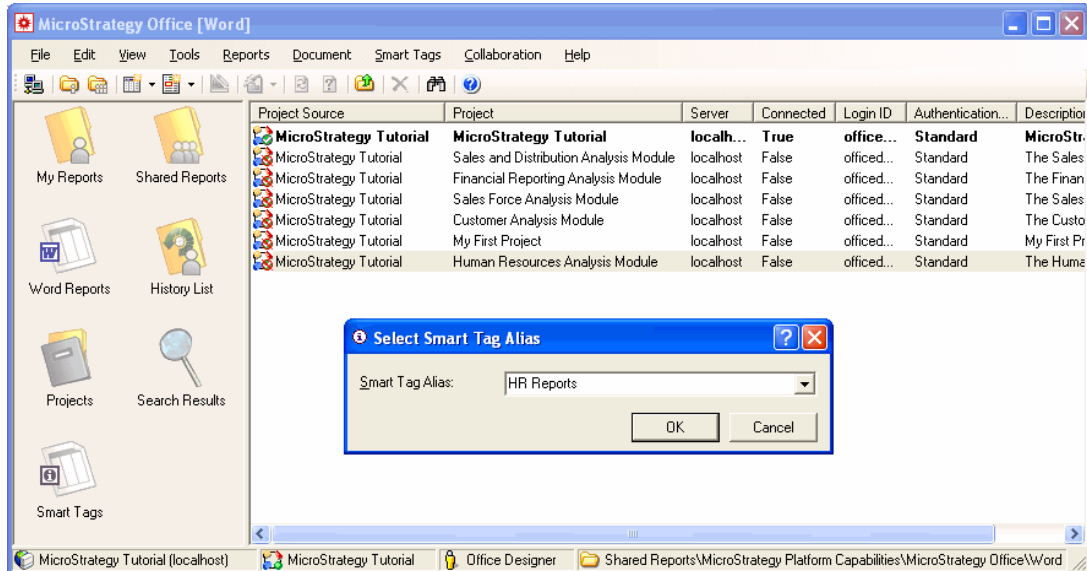 MicroStrategy Office [Word]
File Edit View Tools Reports Document Smart Tags Collaboration Help
Project Source Project Server Connected Login ID Authentication... Description
MicroStrategy Tutorial MicroStrategy Tutorial localh... True office... Standard MicroStr
MicroStrategy Tutorial Sales and Distribution Analysis Module localhost False officed... Standard The Sales
MicroStrategy Tutorial Financial Reporting Analysis Module localhost False officed... Standard The Finan
MicroStrategy Tutorial Sales Force Analysis Module localhost False officed... Standard The Sales
MicroStrategy Tutorial Customer Analysis Module localhost False officed... Standard The Custo
MicroStrategy Tutorial My First Project localhost False officed... Standard My First Pr
MicroStrategy Tutorial Human Resources Analysis Module localhost False officed... Standard The Huma
My Reports Shared Reports
Word Reports History List
Projects Search Results
Smart Tags
Select Smart Tag Alias
Smart Tag Alias: HR Reports
OK Cancel
MicroStrategy Tutorial (localhost) MicroStrategy Tutorial Office Designer Shared Reports\MicroStrategy Platform Capabilities\MicroStrategy Office\Word